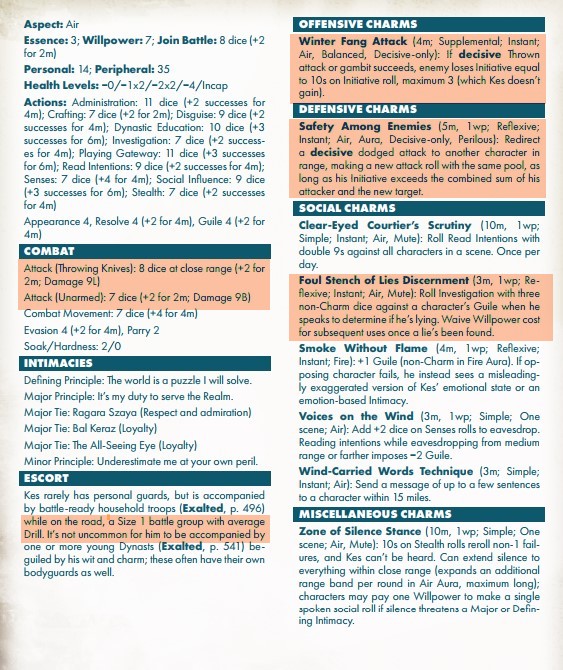 Aspect: Air
Essence: 3; Willpower: 7; Join Battle: 8 dice (+2
for 2m)
Personal: 14; Peripheral: 35
Health Levels: −0/−1x2/−2x2/−4/Incap
Actions: Administration: 11 dice (+2 successes for
4m); Crafting: 7 dice (+2 for 2m); Disguise: 9 dice (+2
successes for 4m); Dynastic Education: 10 dice (+3
successes for 6m); Investigation: 7 dice (+2 success-
es for 4m); Playing Gateway: 11 dice (+3 successes
for 6m); Read Intentions: 9 dice (+2 successes for 4m);
Senses: 7 dice (+4 for 4m); Social Influence: 9 dice
(+3 successes for 6m); Stealth: 7 dice (+2 successes
for 4m)
Appearance 4, Resolve 4 (+2 for 4m), Guile 4 (+2 for
4m)
COMBAT
Attack (Throwing Knives): 8 dice at close range (+2 for
2m; Damage 9L)
Attack (Unarmed): 7 dice (+2 for 2m; Damage 9B)
Combat Movement: 7 dice (+4 for 4m)
Evasion 4 (+2 for 4m), Parry 2
Soak/Hardness: 2/0
INTIMACIES
Defining Principle: The world is a puzzle I will solve.
Major Principle: It's my duty to serve the Realm.
Major Tie: Ragara Szaya (Respect and admiration)
Major Tie: Bal Keraz (Loyalty)
Major Tie: The All-Seeing Eye (Loyalty)
Minor Principle: Underestimate me at your own peril.
ESCORT
Kes rarely has personal guards, but is accompanied
by battle-ready household troops (Exalted, p. 496)
while on the road, a Size 1 battle group with average
Drill. It's not uncommon for him to be accompanied by
one or more young Dynasts (Exalted, p. 541) be-
guiled by his wit and charm; these often have their own
bodyguards as well.
OFFENSIVE CHARMS
Winter Fang Attack (4m; Supplemental; Instant;
Air, Balanced, Decisive-only): If decisive Thrown
attack or gambit succeeds, enemy loses Initiative equal
to 10s on Initiative roll, maximum 3 (which Kes doesn't
gain).
DEFENSIVE CHARMS
Safety Among Enemies (5m, 1wp; Reflexive;
Instant; Air, Aura, Decisive-only, Perilous): Redirect
a decisive dodged attack to another character in
range, making a new attack roll with the same pool, as
long as his Initiative exceeds the combined sum of his
attacker and the new target.
SOCIAL CHARMS
Clear-Eyed Courtier's Scrutiny (10m, 1wp;
Simple; Instant; Air, Mute): Roll Read Intentions with
double 9s against all characters in a scene. Once per
day.
Foul Stench of Lies Discernment (3m, 1wp; Re-
flexive; Instant; Air, Mute): Roll Investigation with three
non-Charm dice against a character's Guile when he
speaks to determine if he's lying. Waive Willpower cost
for subsequent uses once a lie's been found.
Smoke Without Flame (4m, 1wp; Reflexive;
Instant; Fire): +1 Guile (non-Charm in Fire Aura). If op-
posing character fails, he instead sees a misleading-
ly exaggerated version of Kes' emotional state or an
emotion-based Intimacy.
Voices on the Wind (3m, 1wp; Simple; One
scene; Air): Add +2 dice on Senses rolls to eavesdrop.
Reading intentions while eavesdropping from medium
range or farther imposes −2 Guile.
Wind-Carried Words Technique (3m; Simple;
Instant; Air): Send a message of up to a few sentences
to a character within 15 miles.
MISCELLANEOUS CHARMS
Zone of Silence Stance (10m, 1wp; Simple; One
scene; Air, Mute): 10s on Stealth rolls reroll non-1 fail-
ures, and Kes can't be heard. Can extend silence to
everything within close range (expands an additional
range band per round in Air Aura, maximum long);
characters may pay one Willpower to make a single
spoken social roll if silence threatens a Major or Defin-
ing Intimacy.